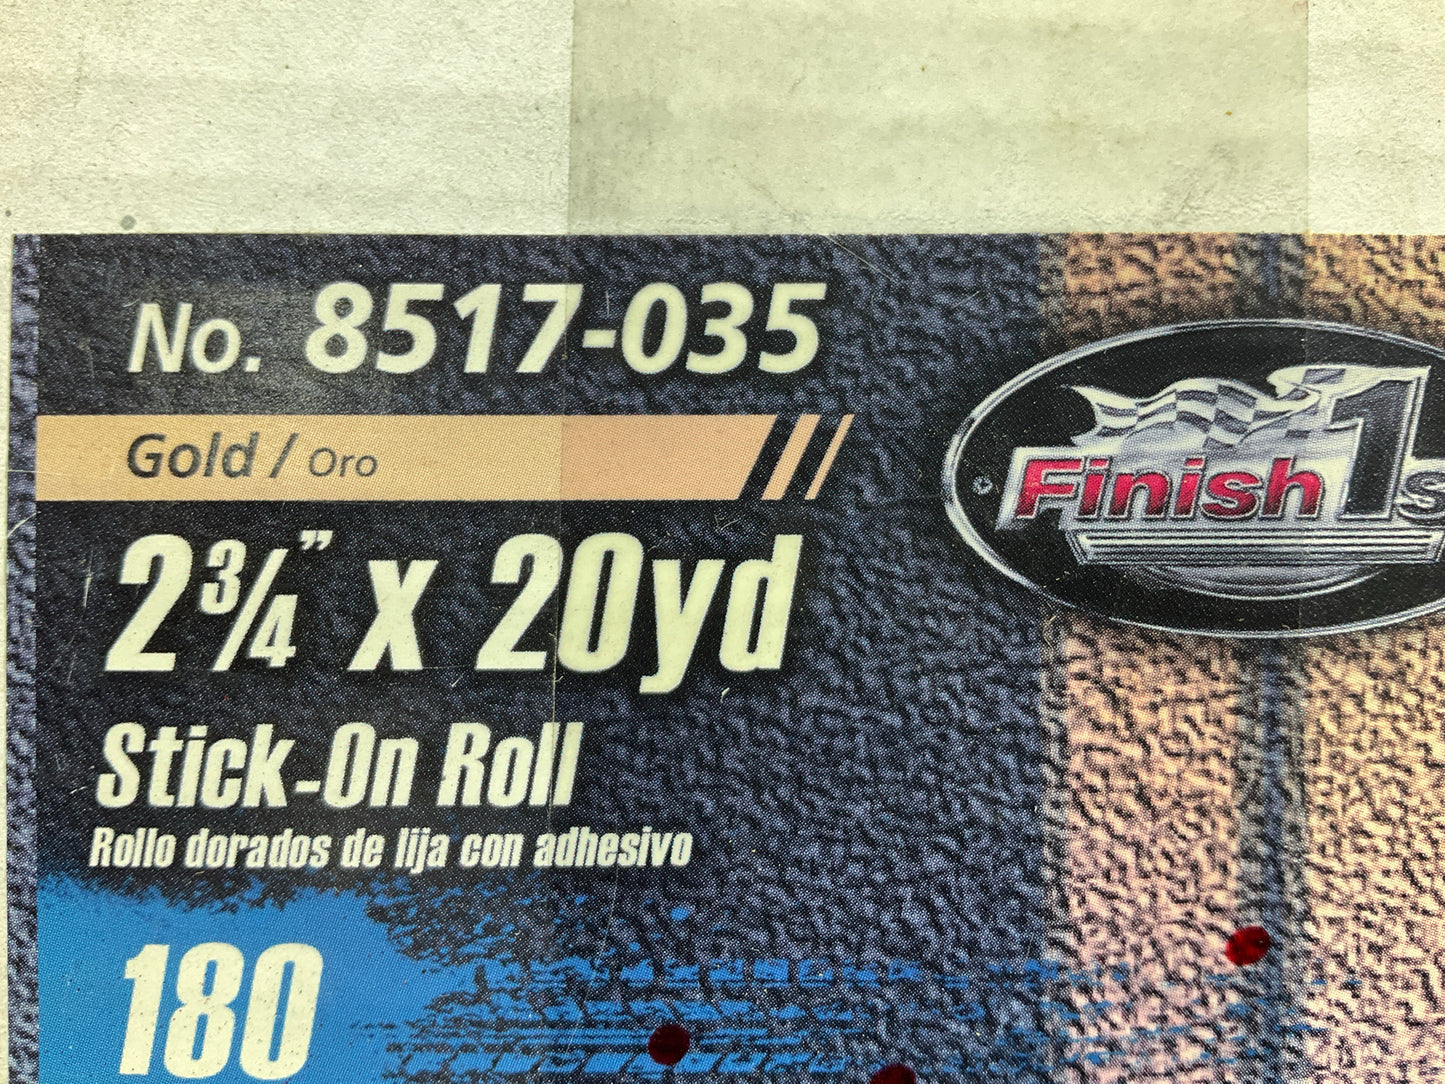 No. 8517-035
Gold / Oro
Finish 1s
2¾" x 20yd
Stick-On Roll
Rollo dorados de lija con adhesivo
180